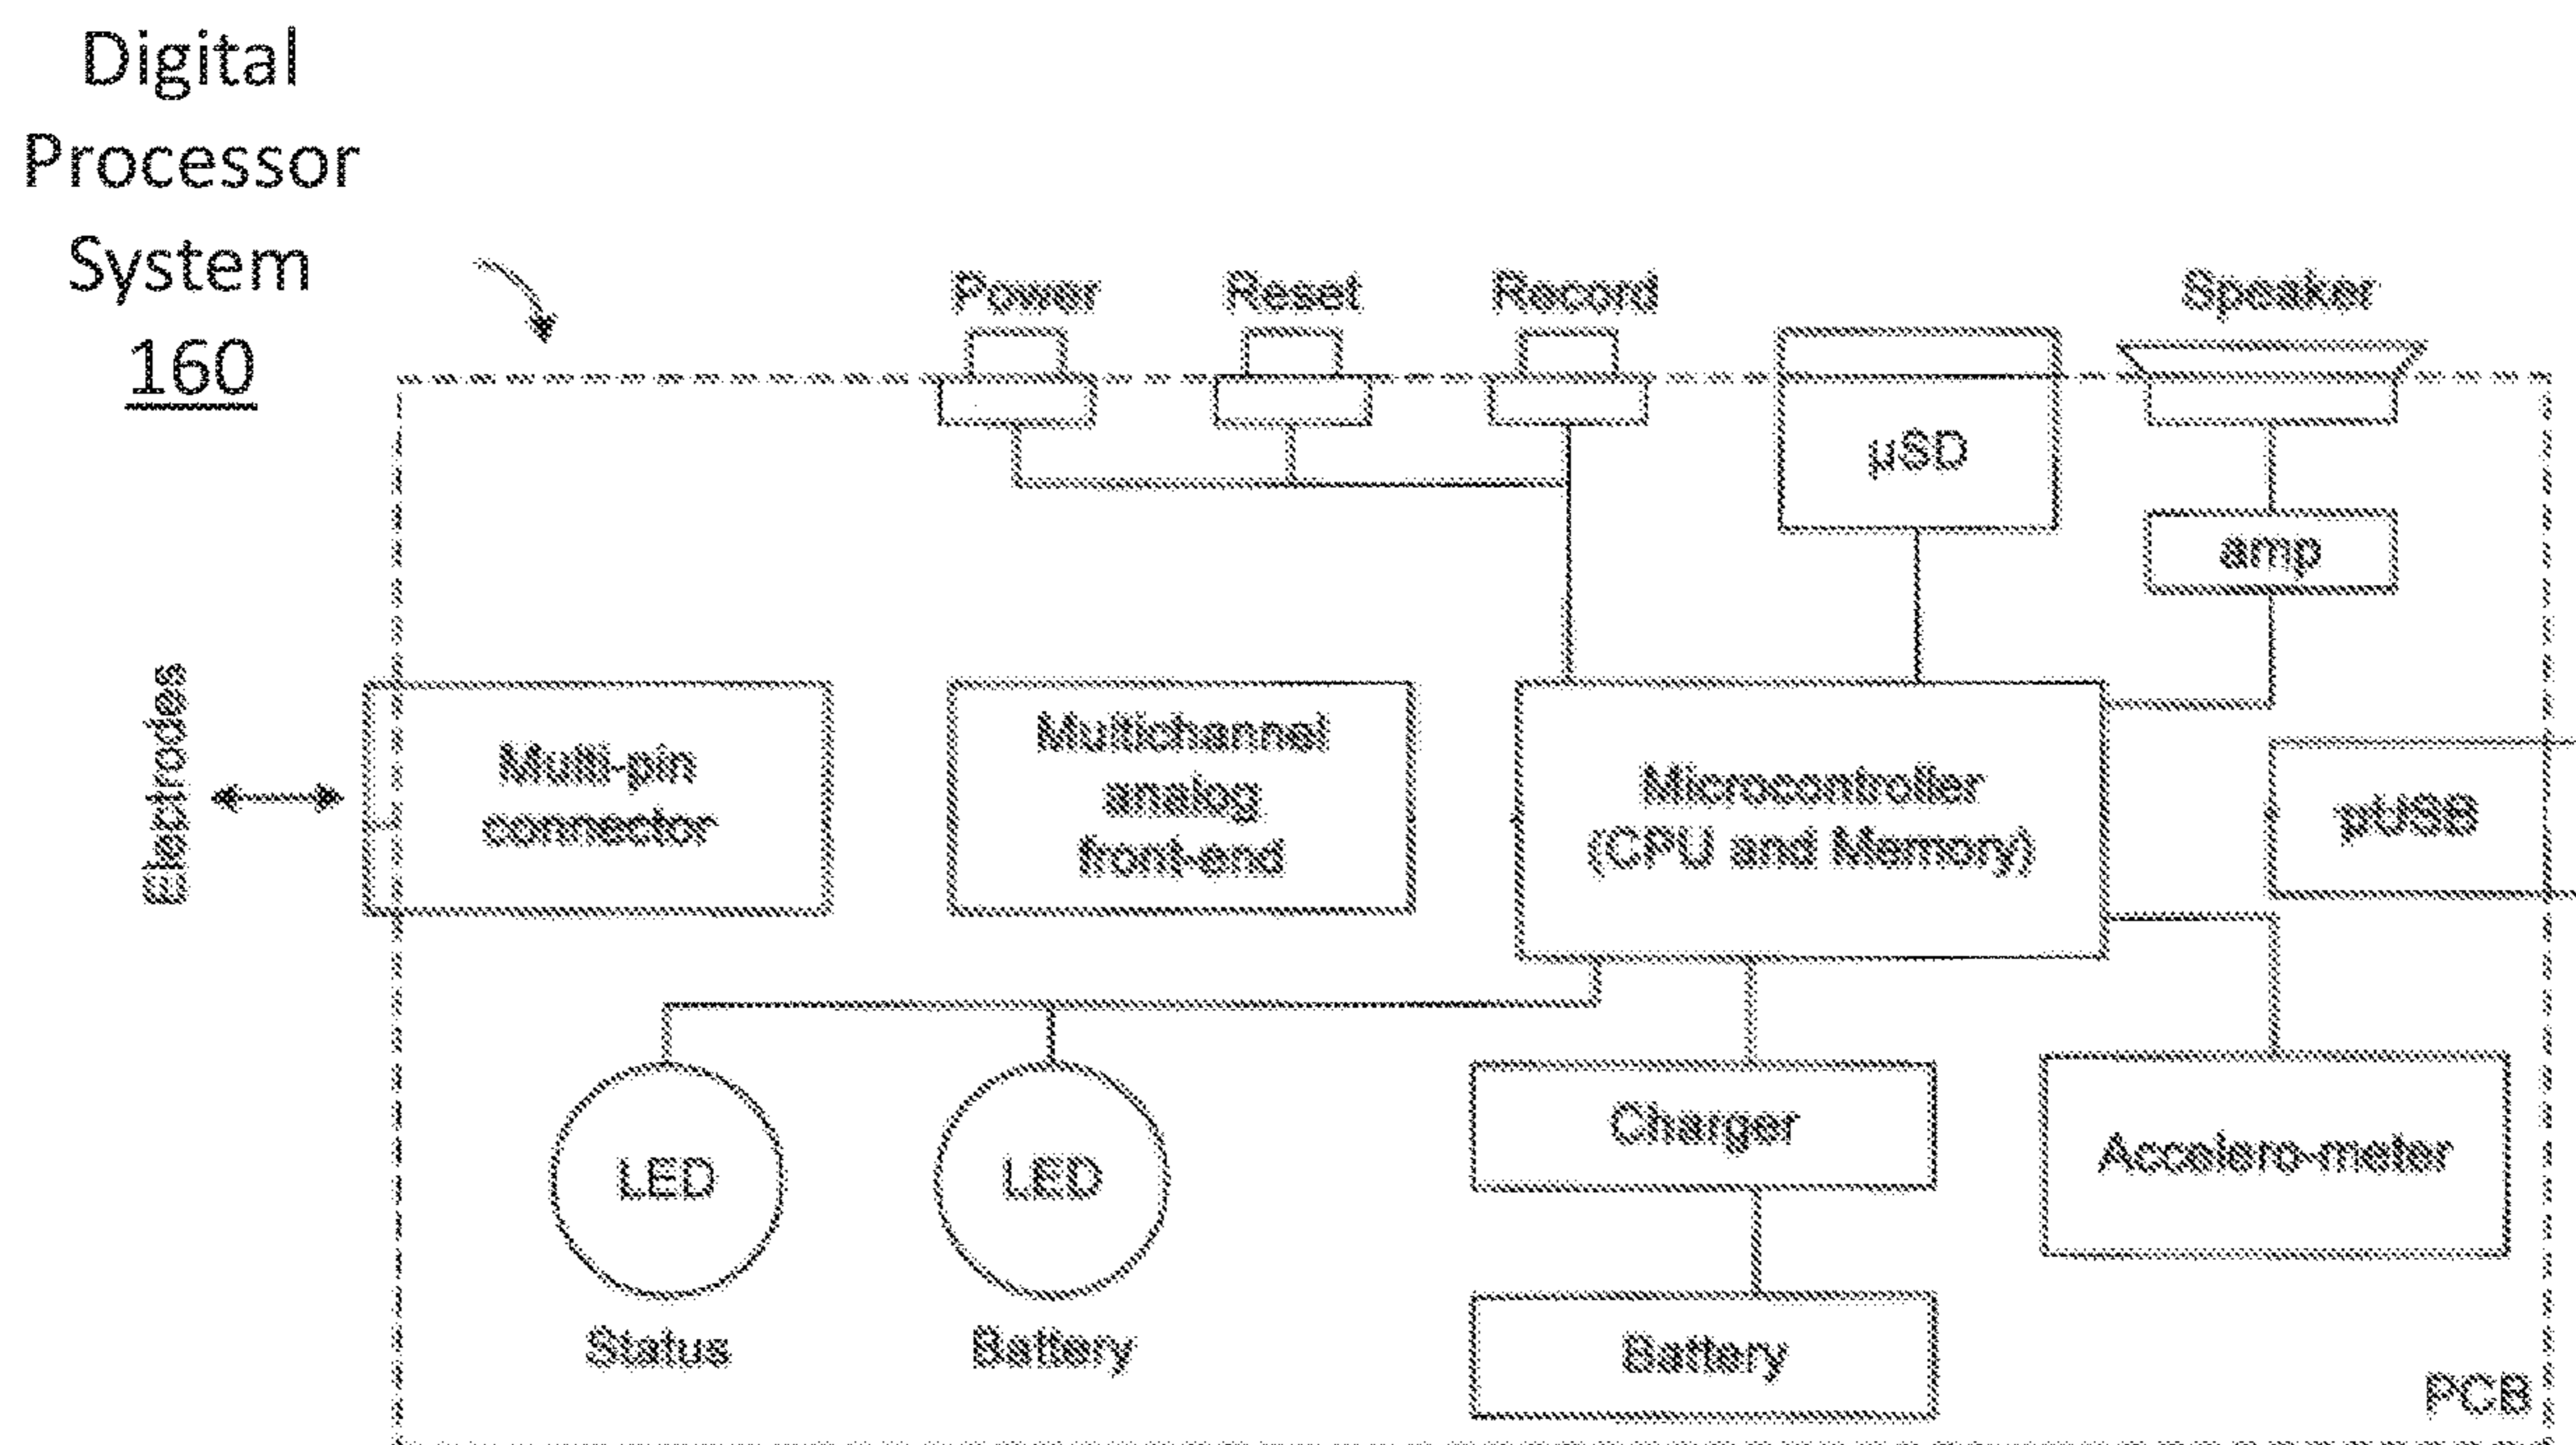 Digital
Processor
System
160
Power
Reset
Record
Speaker
µSD
amp
Electrodes
Multi-pin
connector
Multichannel
analog
front-end
Microcontroller
(CPU and Memory)
µUSB
LED
LED
Charger
Accelero-meter
Status
Battery
Battery
PCB